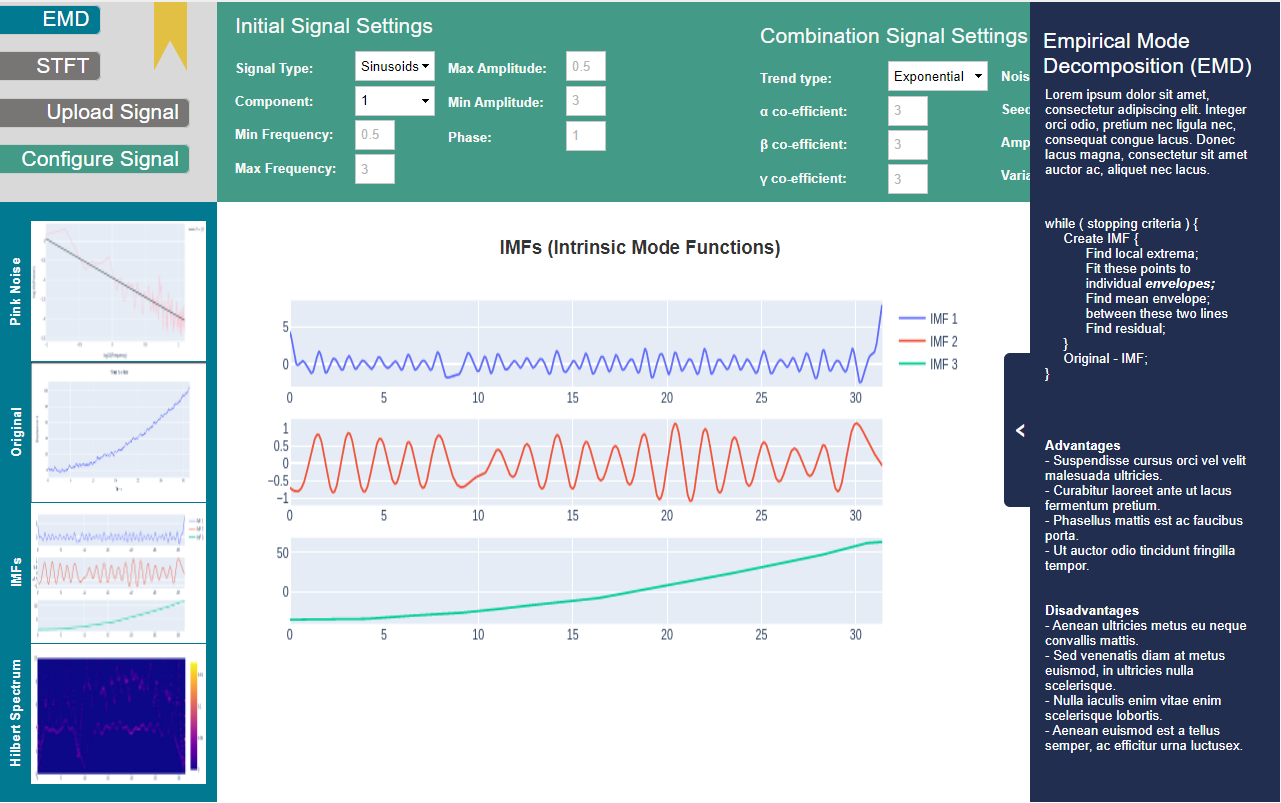 EMD
STFT
Upload Signal
Configure Signal
Initial Signal Settings
Signal Type:
Sinusoids
Max Amplitude:
0.5
Component:
1
Min Amplitude:
3
Min Frequency:
0.5
Phase:
1
Max Frequency:
3
Combination Signal Settings
Trend type:
Exponential
Nois
α co-efficient:
3
Seed
β co-efficient:
3
Amp
γ co-efficient:
3
Varia
Pink Noise
Original
IMFs
Hilbert Spectrum
IMFs (Intrinsic Mode Functions)
5
0
0 5 10 15 20 25 30
IMF 1
IMF 2
IMF 3
1
0.5
0
−0.5
−1
0 5 10 15 20 25 30
50
0
0 5 10 15 20 25 30
Empirical Mode
Decomposition (EMD)
Lorem ipsum dolor sit amet,
consectetur adipiscing elit. Integer
orci odio, pretium nec ligula nec,
consequat congue lacus. Donec
lacus magna, consectetur sit amet
auctor ac, aliquet nec lacus.
while ( stopping criteria ) {
Create IMF {
Find local extrema;
Fit these points to
individual envelopes;
Find mean envelope;
between these two lines
Find residual;
}
Original - IMF;
}
<
Advantages
- Suspendisse cursus orci vel velit
malesuada ultricies.
- Curabitur laoreet ante ut lacus
fermentum pretium.
- Phasellus mattis est ac faucibus
porta.
- Ut auctor odio tincidunt fringilla
tempor.
Disadvantages
- Aenean ultricies metus eu neque
convallis mattis.
- Sed venenatis diam at metus
euismod, in ultricies nulla
scelerisque.
- Nulla iaculis enim vitae enim
scelerisque lobortis.
- Aenean euismod est a tellus
semper, ac efficitur urna luctusex.